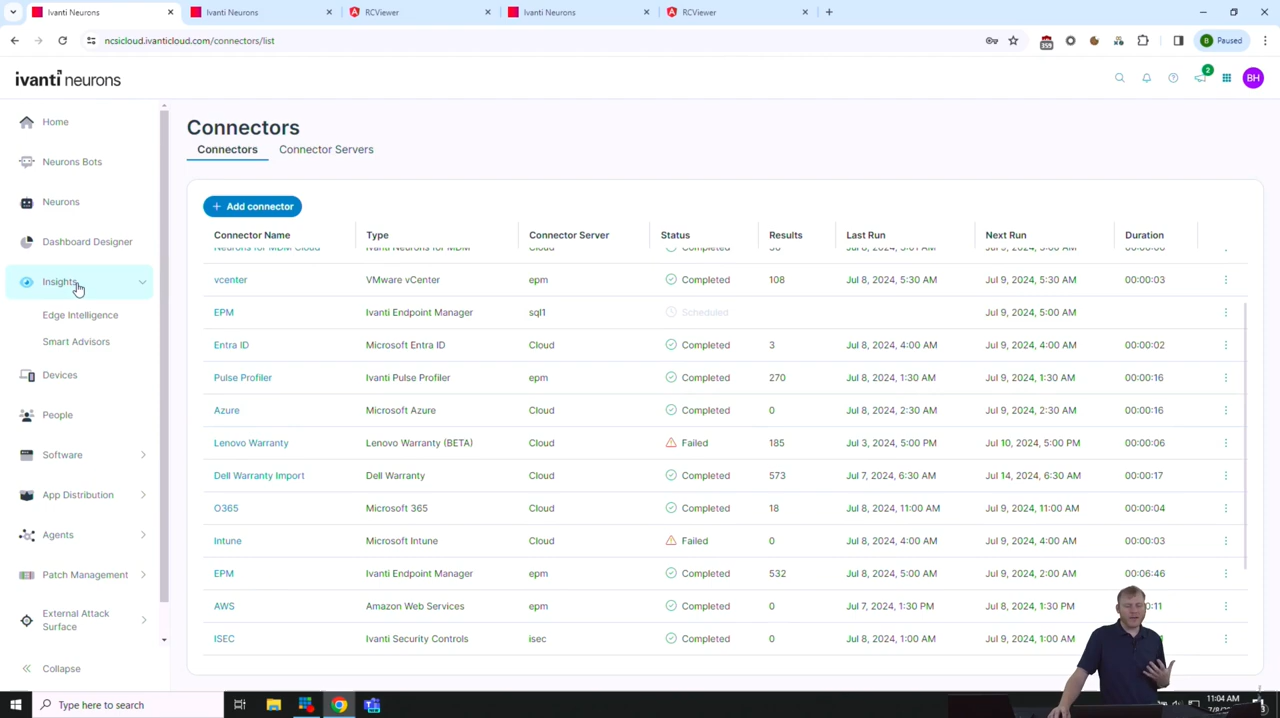 Ivanti Neurons
Ivanti Neurons
RCViewer
Ivanti Neurons
RCViewer
ncsicloud.ivanticloud.com/connectors/list
359
B Paused
ivanti neurons
2
BH
Home
Neurons Bots
Neurons
Dashboard Designer
Insights
Edge Intelligence
Smart Advisors
Devices
People
Software
App Distribution
Agents
Patch Management
External Attack
Surface
Collapse
Connectors
Connectors Connector Servers
+ Add connector
Connector Name Type Connector Server Status Results Last Run Next Run Duration
Neurons for MDM Cloud Ivanti Neurons for MDM Cloud Completed
vcenter VMware vCenter epm Completed 108 Jul 8, 2024, 5:30 AM Jul 9, 2024, 5:30 AM 00:00:03
EPM Ivanti Endpoint Manager sql1 Scheduled Jul 9, 2024, 5:00 AM
Entra ID Microsoft Entra ID Cloud Completed 3 Jul 8, 2024, 4:00 AM Jul 9, 2024, 4:00 AM 00:00:02
Pulse Profiler Ivanti Pulse Profiler epm Completed 270 Jul 8, 2024, 1:30 AM Jul 9, 2024, 1:30 AM 00:00:16
Azure Microsoft Azure Cloud Completed 0 Jul 8, 2024, 2:30 AM Jul 9, 2024, 2:30 AM 00:00:16
Lenovo Warranty Lenovo Warranty (BETA) Cloud Failed 185 Jul 3, 2024, 5:00 PM Jul 10, 2024, 5:00 PM 00:00:06
Dell Warranty Import Dell Warranty Cloud Completed 573 Jul 7, 2024, 6:30 AM Jul 14, 2024, 6:30 AM 00:00:17
O365 Microsoft 365 Cloud Completed 18 Jul 8, 2024, 11:00 AM Jul 9, 2024, 11:00 AM 00:00:04
Intune Microsoft Intune Cloud Failed 0 Jul 8, 2024, 4:00 AM Jul 9, 2024, 4:00 AM 00:00:03
EPM Ivanti Endpoint Manager epm Completed 532 Jul 8, 2024, 5:00 AM Jul 9, 2024, 2:00 AM 00:06:46
AWS Amazon Web Services epm Completed 0 Jul 7, 2024, 1:30 PM Jul 8, 2024, 1:30 PM 0:11
ISEC Ivanti Security Controls isec Completed 0 Jul 8, 2024, 1:00 AM Jul 9, 2024, 1:00 AM
Type here to search
11:04 AM